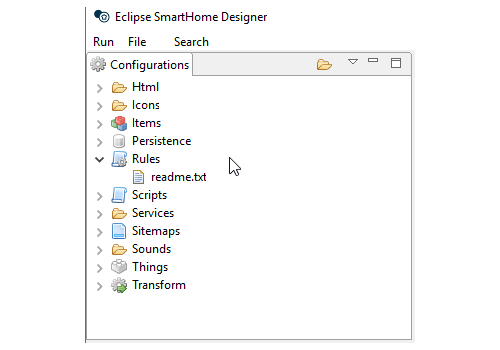 Eclipse SmartHome Designer
Run File Search
Configurations
Html
Icons
Items
Persistence
Rules
readme.txt
Scripts
Services
Sitemaps
Sounds
Things
Transform